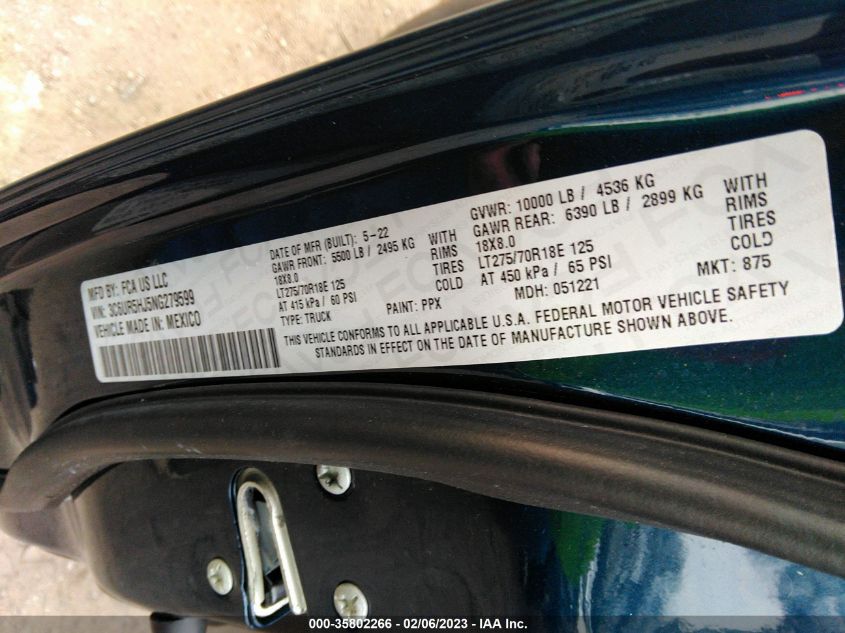 MFD BY: FCA US LLC
VIN: 3C6UR5HJ5NG279599
VEHICLE MADE IN: MEXICO
DATE OF MFR (BUILT): 5-22
GAWR FRONT: 5500 LB / 2495 KG WITH
18X8.0 RIMS
LT275/70R18E 125 TIRES
AT 415 kPa / 60 PSI COLD
TYPE: TRUCK PAINT: PPX
GVWR: 10000 LB / 4536 KG
GAWR REAR: 6390 LB / 2899 KG WITH
18X8.0 RIMS
LT275/70R18E 125 TIRES
AT 450 kPa / 65 PSI COLD
MDH: 051221 MKT: 875
THIS VEHICLE CONFORMS TO ALL APPLICABLE U.S.A. FEDERAL MOTOR VEHICLE SAFETY
STANDARDS IN EFFECT ON THE DATE OF MANUFACTURE SHOWN ABOVE.
000-35802266 - 02/06/2023 - IAA Inc.